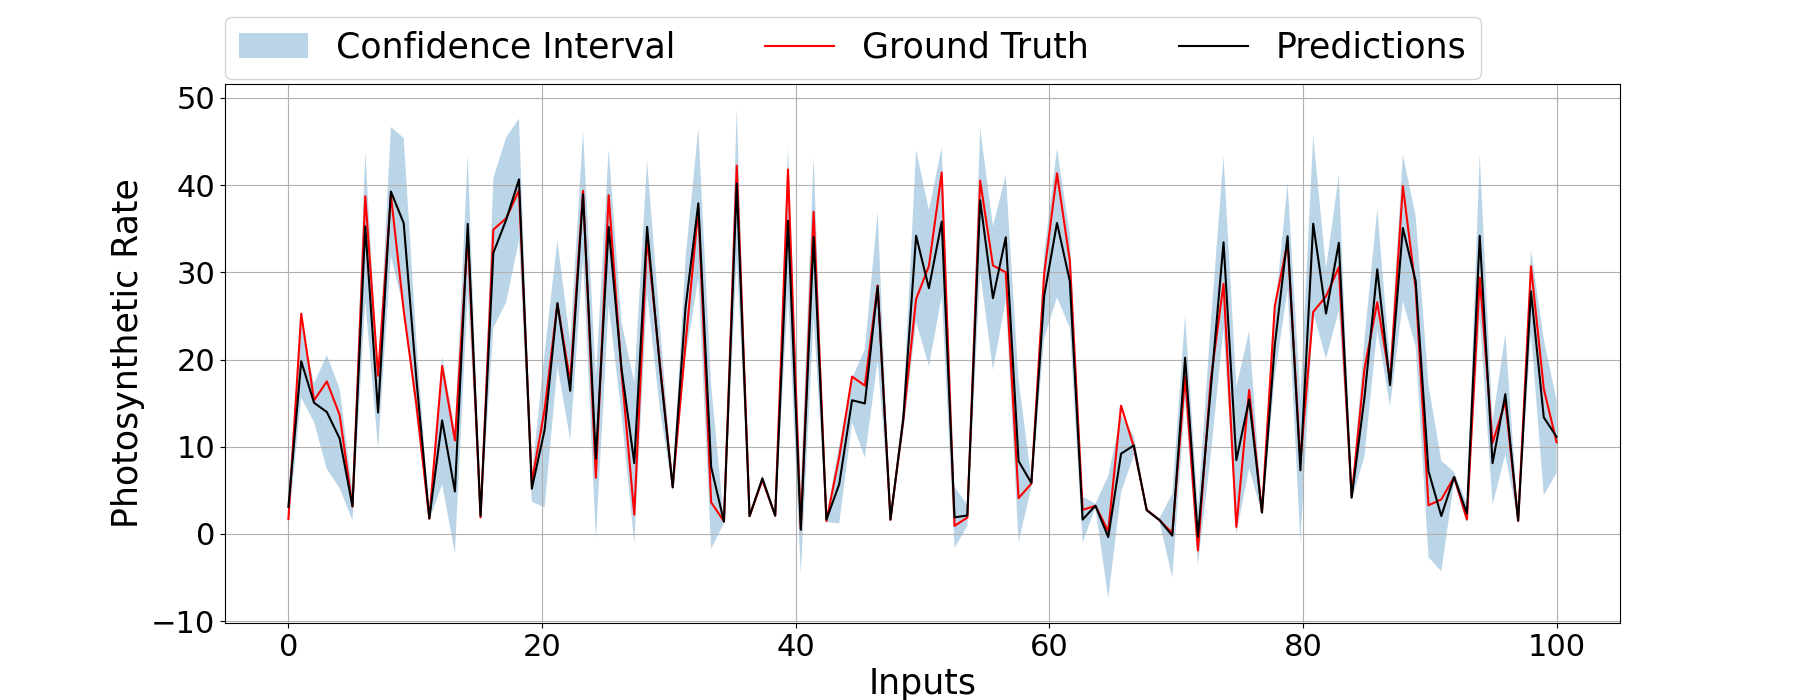 Confidence Interval Ground Truth Predictions
50
40
30
20
10
0
−10
Photosynthetic Rate
0 20 40 60 80 100
Inputs